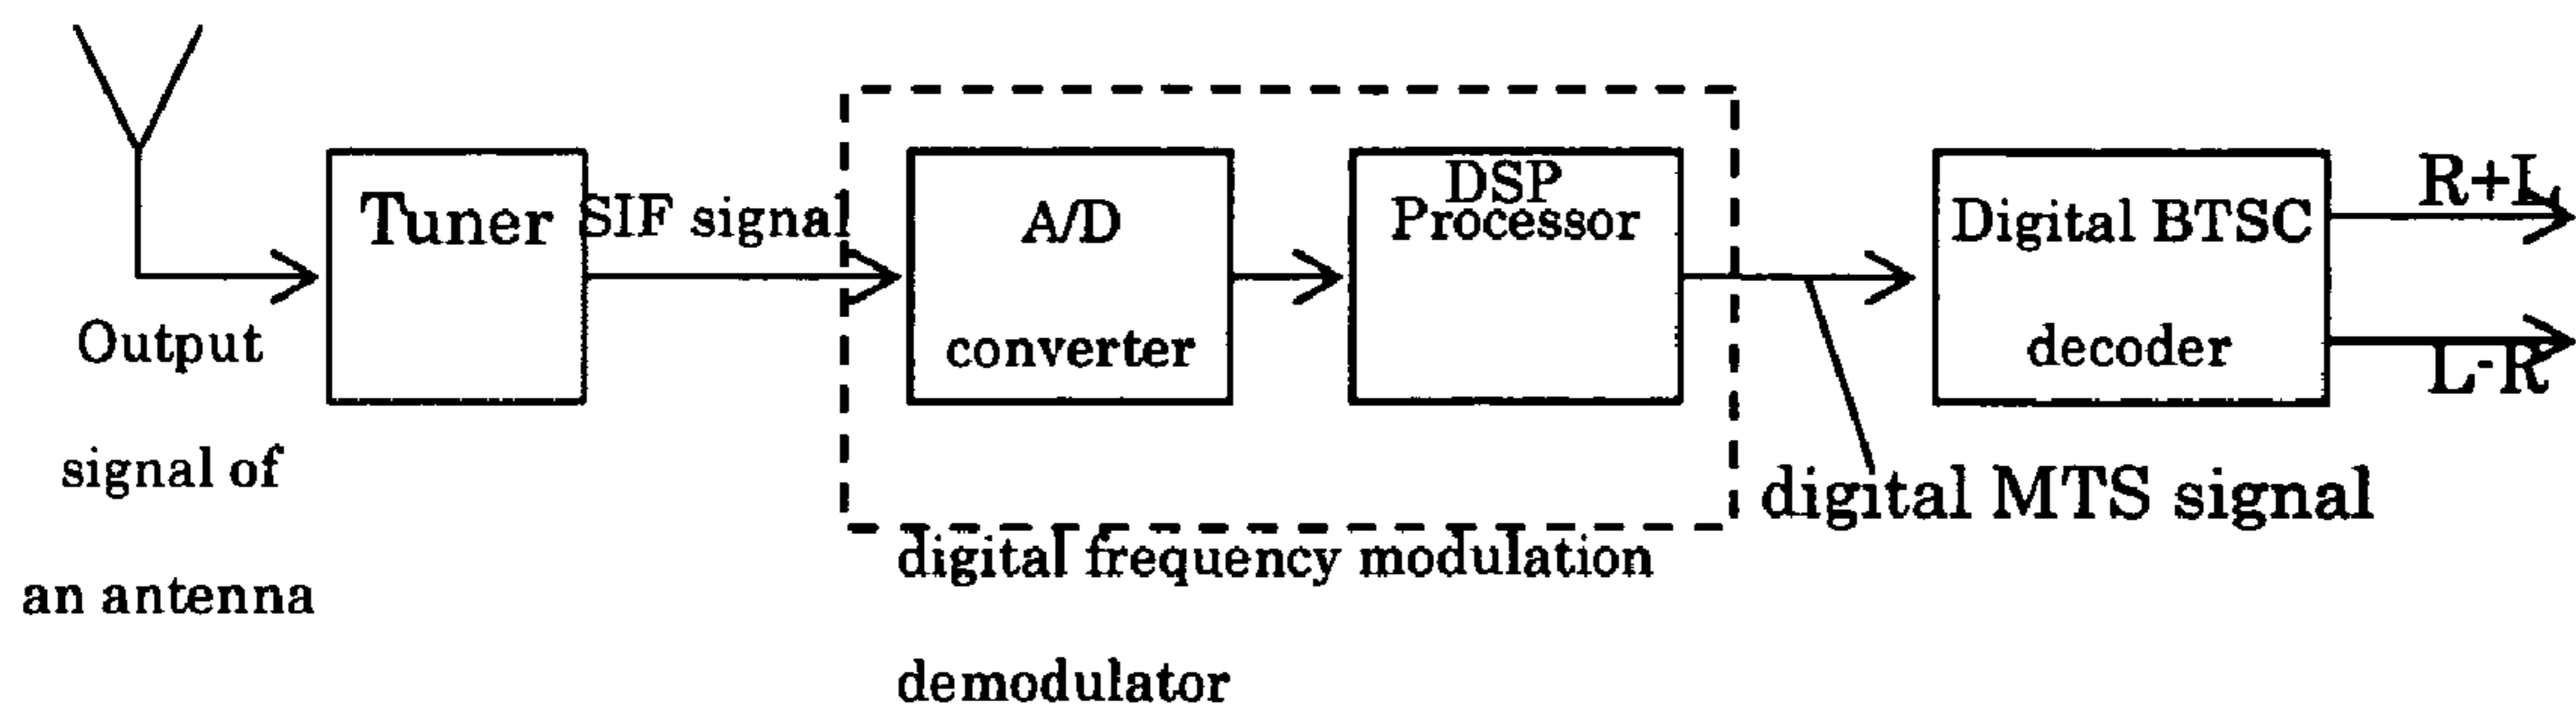 Output
signal of
an antenna
Tuner
SIF signal
A/D
converter
DSP
Processor
digital frequency modulation
demodulator
digital MTS signal
Digital BTSC
decoder
R+L
L-R